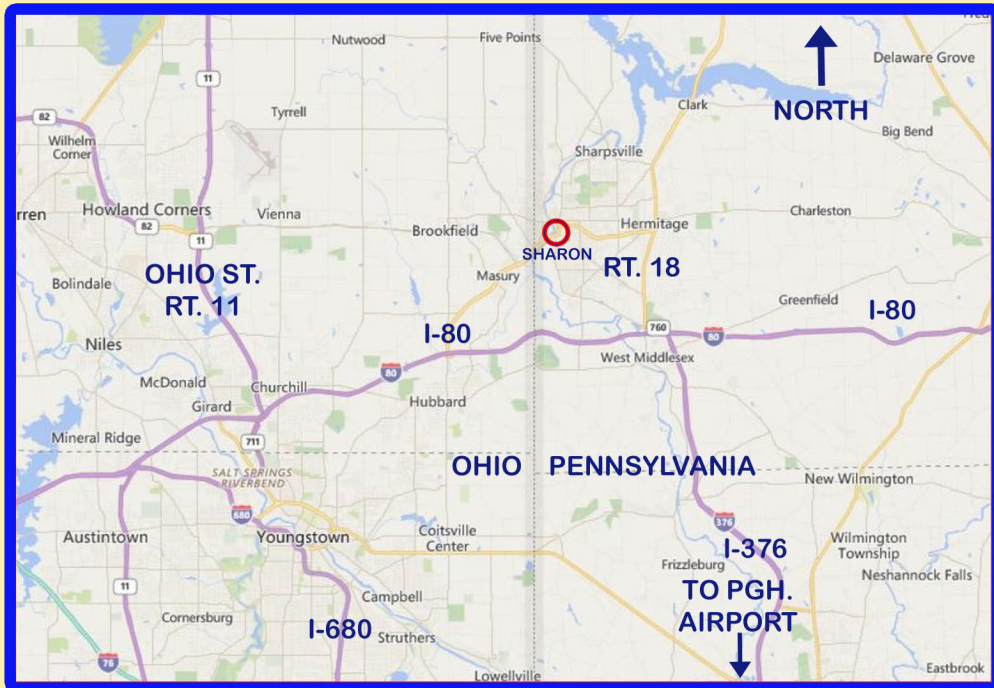 Nutwood
Five Points
NORTH
Delaware Grove
11
Tyrrell
82
Clark
Big Bend
Wilhelm
Corner
Sharpsville
rren
Howland Corners
Vienna
82
11
Brookfield
SHARON
Hermitage
Charleston
OHIO ST.
RT. 11
RT. 18
Masury
Bolindale
Greenfield
I-80
I-80
Niles
760
80
West Middlesex
80
McDonald
Churchill
Girard
Hubbard
Mineral Ridge
711
OHIO
PENNSYLVANIA
SALT SPRINGS
RIVERBEND
New Wilmington
680
376
Austintown
Youngstown
Coitsville
Center
I-376
Wilmington
Township
Frizzleburg
Neshannock Falls
11
TO PGH.
AIRPORT
Campbell
Cornersburg
I-680
Struthers
76
Lowellville
Eastbrook